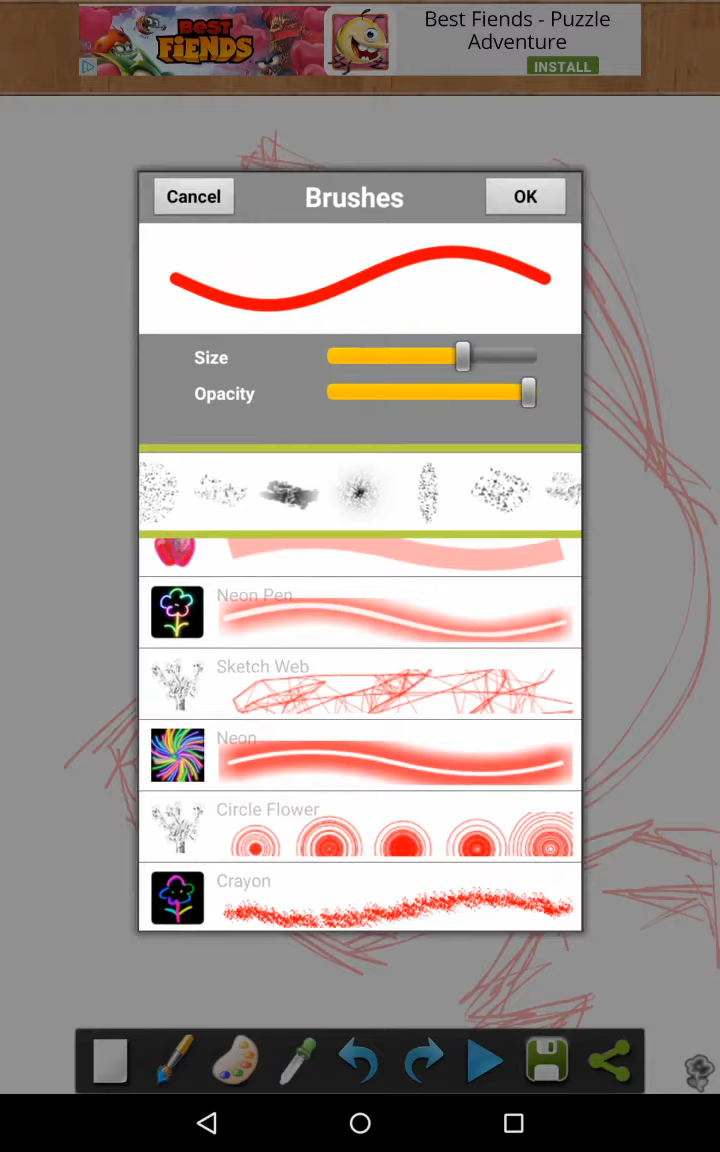 BEST
FIENDS
Best Fiends - Puzzle
Adventure
INSTALL
Cancel
Brushes
OK
Size
Opacity
Neon Pen
Sketch Web
Neon
Circle Flower
Crayon